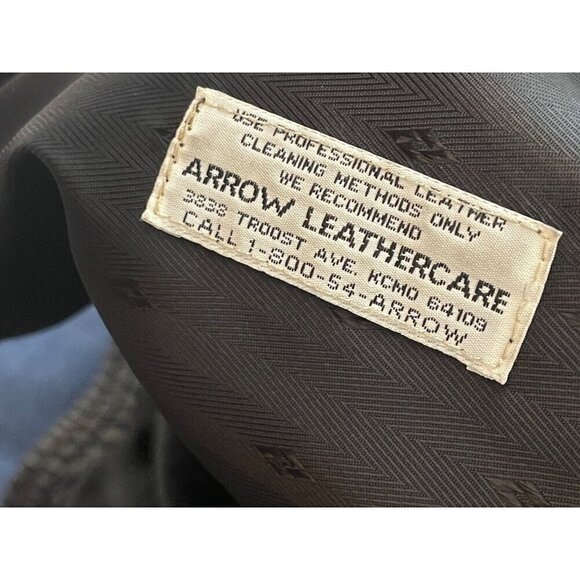 USE PROFESSIONAL LEATHER
CLEANING METHODS ONLY
WE RECOMMEND
ARROW LEATHERCARE
3838 TROOST AVE. KCMO 64109
CALL 1-800-54-ARROW